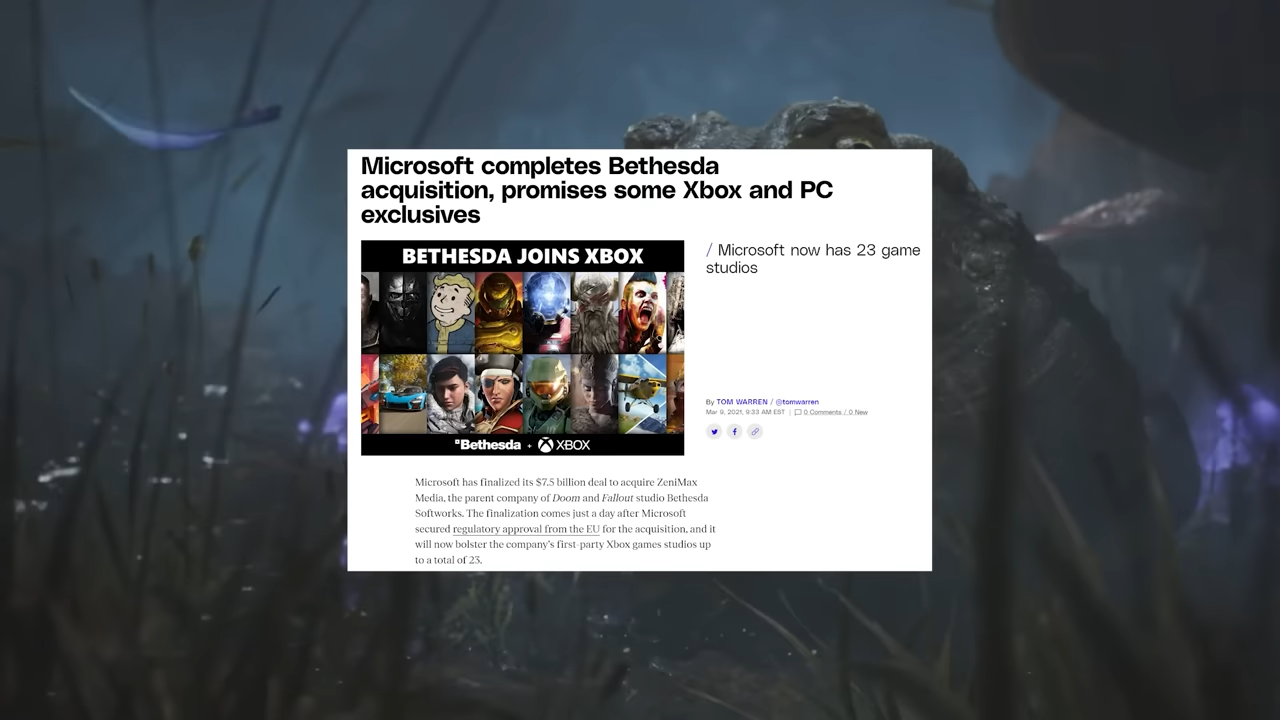 Microsoft completes Bethesda
acquisition, promises some Xbox and PC
exclusives
BETHESDA JOINS XBOX
Bethesda + XBOX
/ Microsoft now has 23 game
studios
By TOM WARREN / @tomwarren
Mar 9, 2021, 9:33 AM EST | 0 Comments / 0 New
Microsoft has finalized its $7.5 billion deal to acquire ZeniMax
Media, the parent company of Doom and Fallout studio Bethesda
Softworks. The finalization comes just a day after Microsoft
secured regulatory approval from the EU for the acquisition, and it
will now bolster the company's first-party Xbox games studios up
to a total of 23.